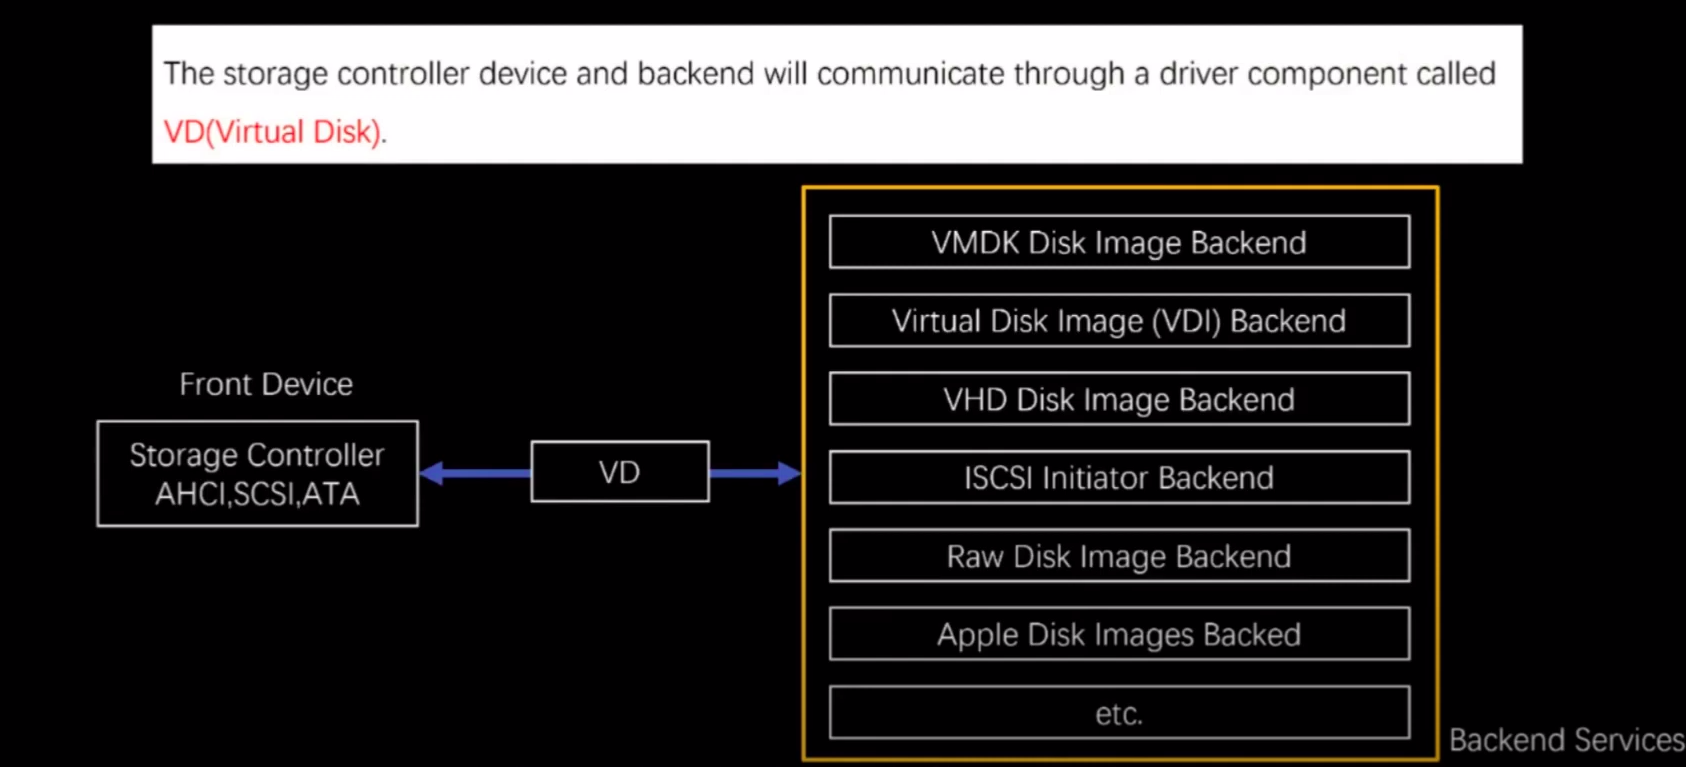 The storage controller device and backend will communicate through a driver component called
VD(Virtual Disk).
Front Device
Storage Controller
AHCI,SCSI,ATA
VD
VMDK Disk Image Backend
Virtual Disk Image (VDI) Backend
VHD Disk Image Backend
ISCSI Initiator Backend
Raw Disk Image Backend
Apple Disk Images Backed
etc.
Backend Services